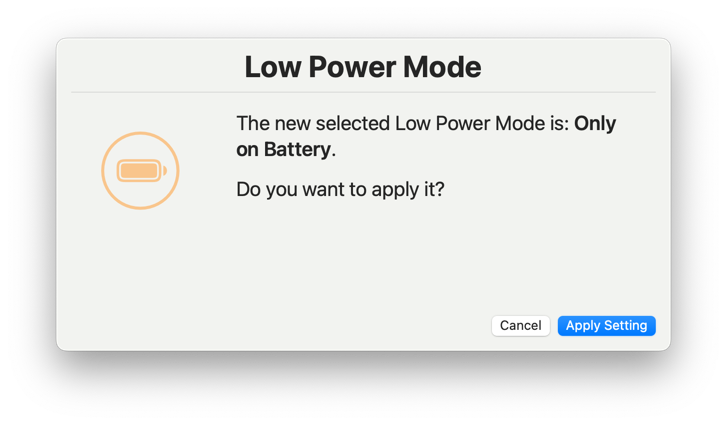 Low Power Mode
The new selected Low Power Mode is: Only
on Battery.
Do you want to apply it?
Cancel
Apply Setting